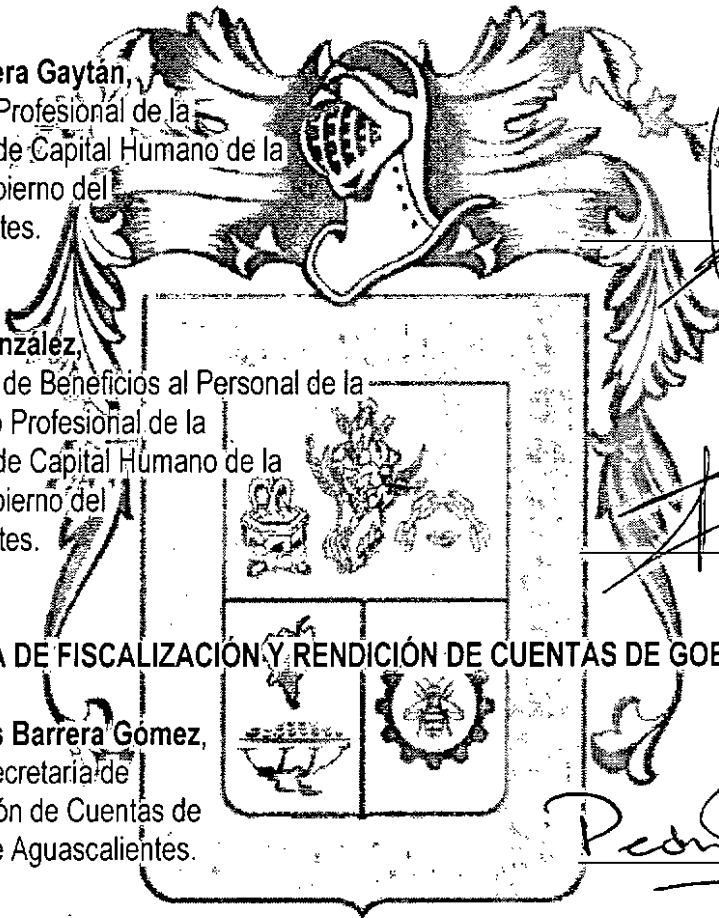 era Gaytán,
Profesional de la
de Capital Humano de la
bierno del
tes.
nzález,
de Beneficios al Personal de la
o Profesional de la
de Capital Humano de la
bierno del
tes.
A DE FISCALIZACIÓN Y RENDICIÓN DE CUENTAS DE GOB
s Barrera Gómez,
ecretaria de
ón de Cuentas de
e Aguascalientes.